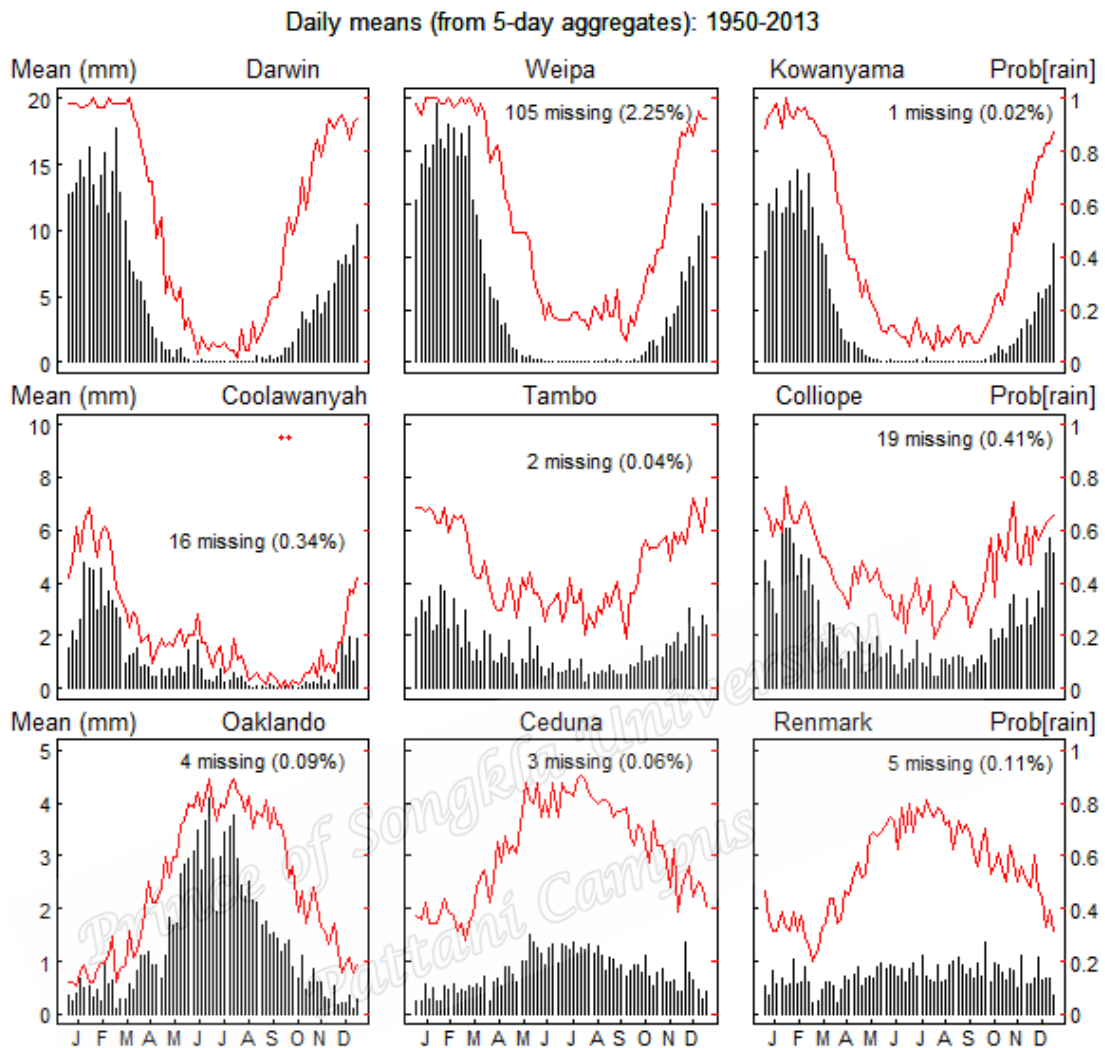 Daily means (from 5-day aggregates): 1950-2013
Mean (mm) Darwin Weipa Kowanyama Prob[rain]
20 105 missing (2.25%) 1 missing (0.02%) 1
15 0.8
0.6
10
0.4
5
0.2
0 0
Mean (mm) Coolawanyah Tambo Colliope Prob[rain]
10 19 missing (0.41%) 1
2 missing (0.04%)
8 0.8
6 0.6
16 missing (0.34%)
4 0.4
2 0.2
0 0
Mean (mm) Oaklando Ceduna Renmark Prob[rain]
5 4 missing (0.09%) 3 missing (0.06%) 5 missing (0.11%) 1
4 0.8
3 0.6
2 0.4
1 0.2
0 0
J F M A M J J A S O N D J F M A M J J A S O N D J F M A M J J A S O N D
Prince of Songkla University
Pattani Campus